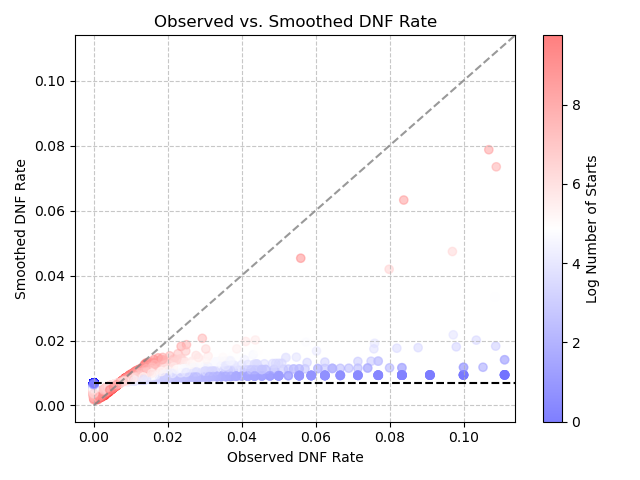 Observed vs. Smoothed DNF Rate
Smoothed DNF Rate
0.10
0.08
0.06
0.04
0.02
0.00
0.00 0.02 0.04 0.06 0.08 0.10
Observed DNF Rate
8
6
4
2
0
Log Number of Starts